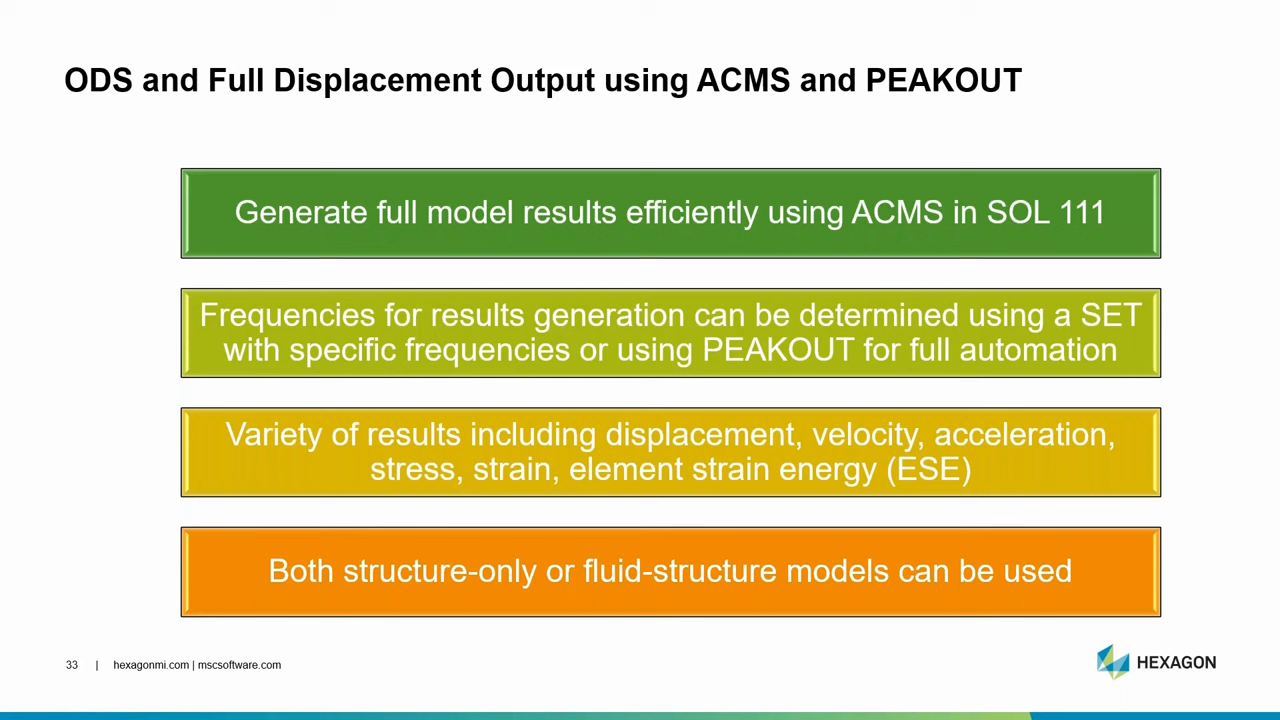 ODS and Full Displacement Output using ACMS and PEAKOUT
Generate full model results efficiently using ACMS in SOL 111
Frequencies for results generation can be determined using a SET
with specific frequencies or using PEAKOUT for full automation
Variety of results including displacement, velocity, acceleration,
stress, strain, element strain energy (ESE)
Both structure-only or fluid-structure models can be used
33 | hexagonmi.com | mscsoftware.com
HEXAGON